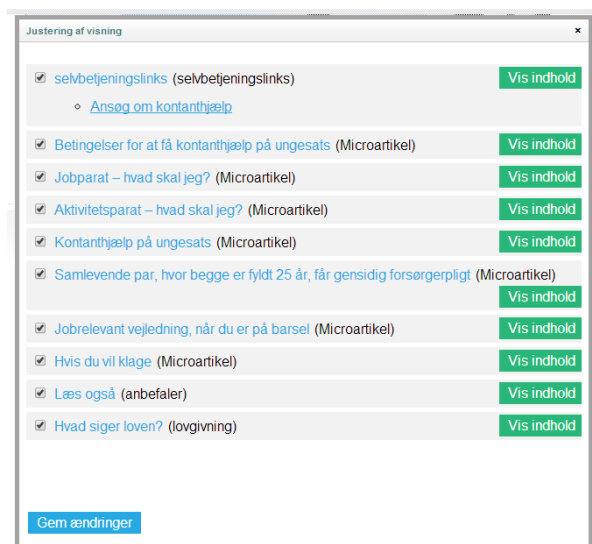 Justering af visning ×
selvbetjeningslinks (selvbetjeningslinks) Vis indhold
Ansøg om kontanthjælp
Betingelser for at få kontanthjælp på ungesats (Microartikel) Vis indhold
Jobparat – hvad skal jeg? (Microartikel) Vis indhold
Aktivitetsparat – hvad skal jeg? (Microartikel) Vis indhold
Kontanthjælp på ungesats (Microartikel) Vis indhold
Samlevende par, hvor begge er fyldt 25 år, får gensidig forsørgerpligt (Microartikel)
Vis indhold
Jobrelevant vejledning, når du er på barsel (Microartikel) Vis indhold
Hvis du vil klage (Microartikel) Vis indhold
Læs også (anbefaler) Vis indhold
Hvad siger loven? (lovgivning) Vis indhold
Gem ændringer